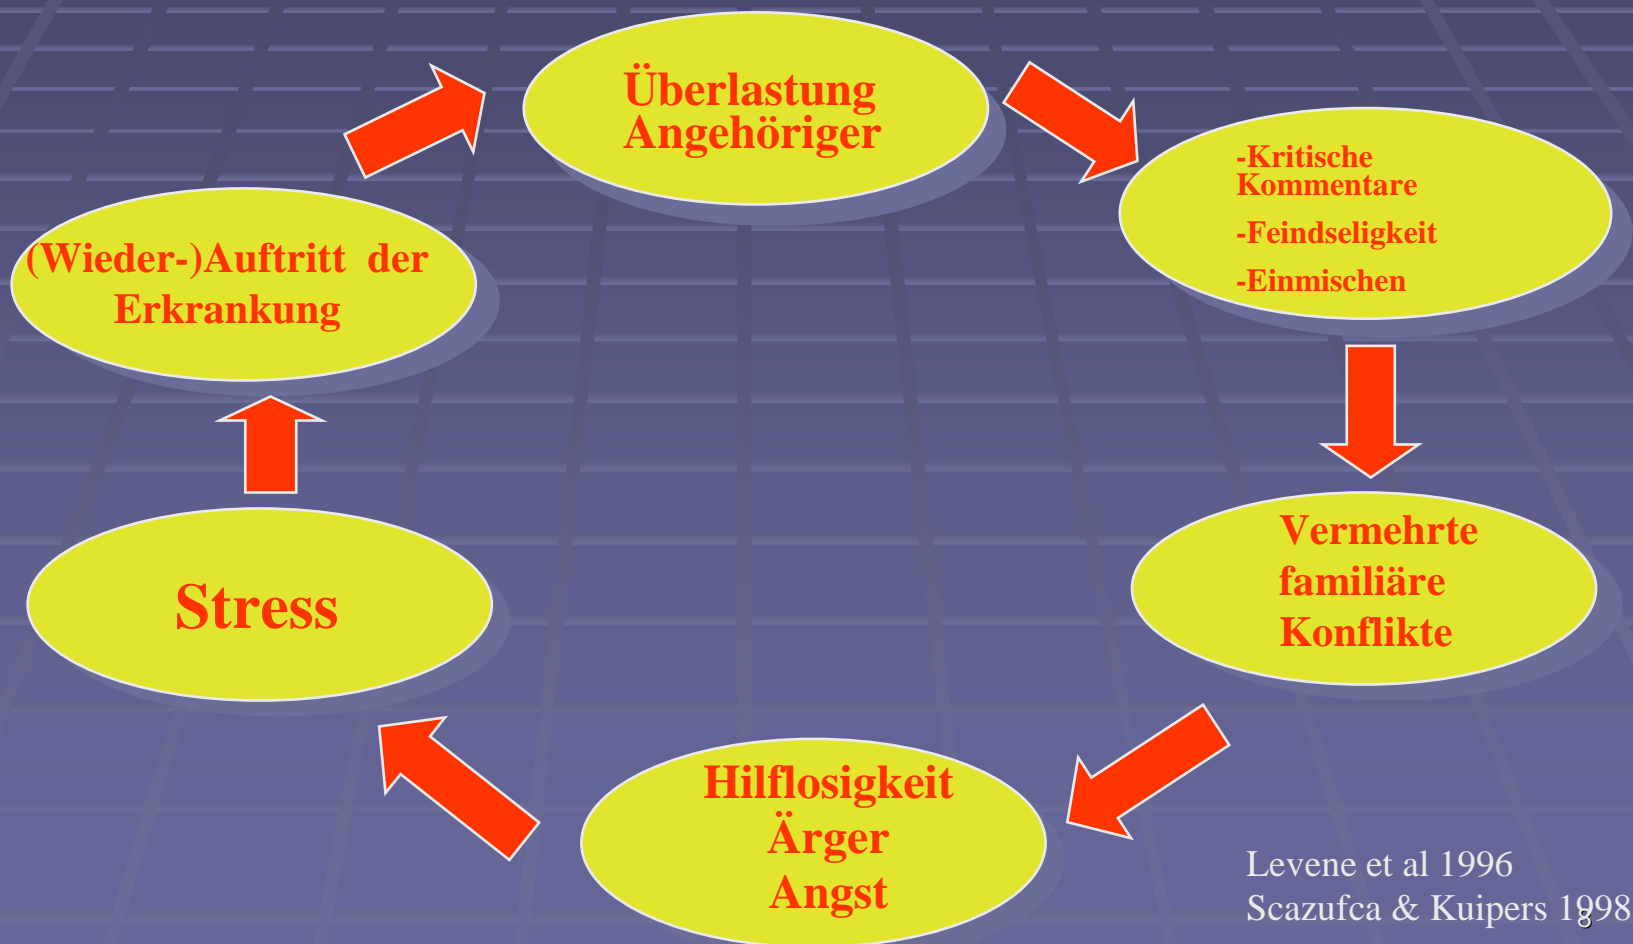 Überlastung
Angehöriger
-Kritische
Kommentare
-Feindseligkeit
-Einmischen
Vermehrte
familiäre
Konflikte
Hilflosigkeit
Ärger
Angst
Stress
(Wieder-)Auftritt der
Erkrankung
Levene et al 1996
Scazufca & Kuipers 1998
8